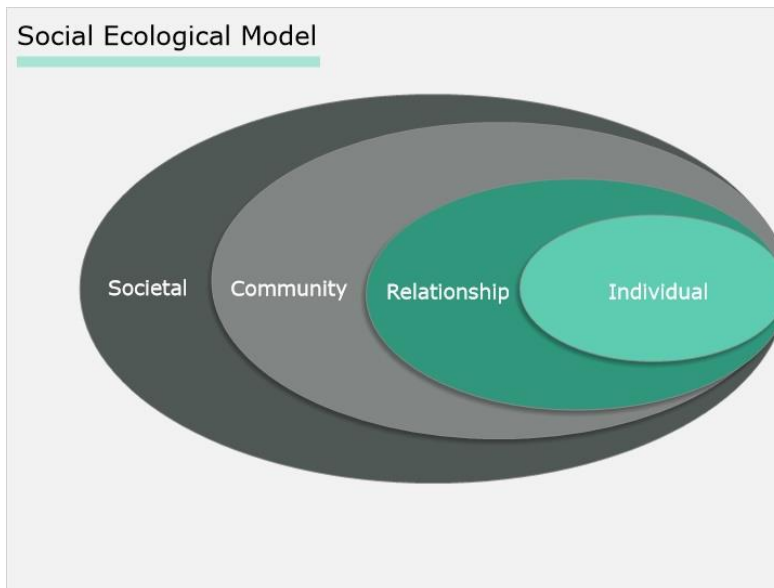 Social Ecological Model
Societal
Community
Relationship
Individual